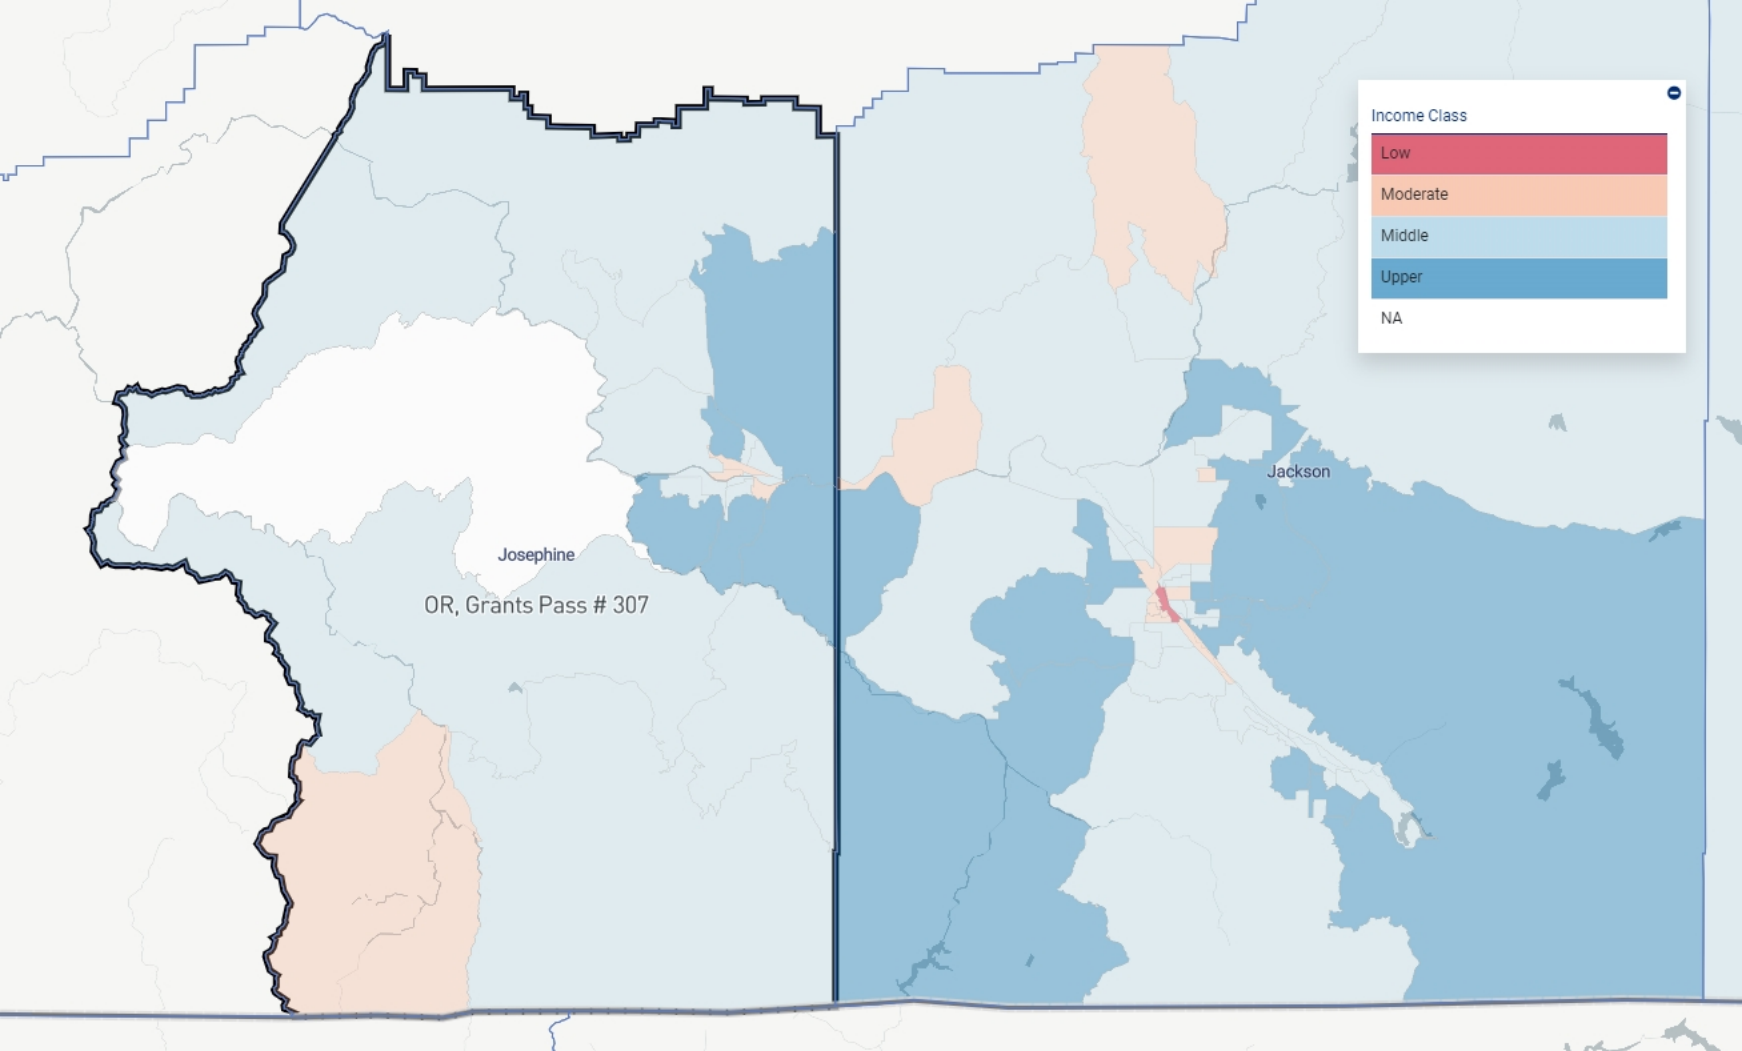 Income Class
Low
Moderate
Middle
Upper
NA
Jackson
Josephine
OR, Grants Pass # 307